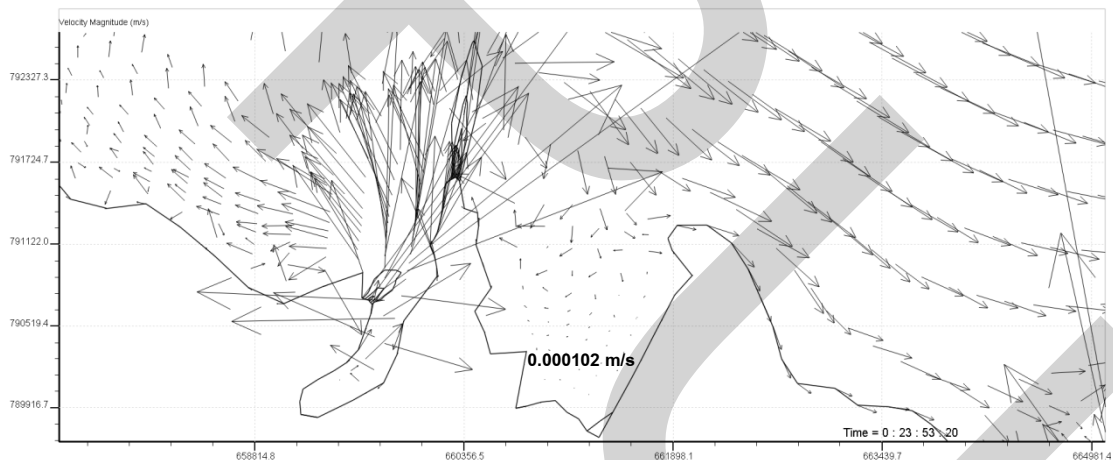 Velocity Magnitude (m/s)
792327.3
791724.7
791122.0
790519.4
0.000102 m/s
789916.7
Time = 0 : 23 : 53 : 20
658814.8 660356.5 661898.1 663439.7 664981.4